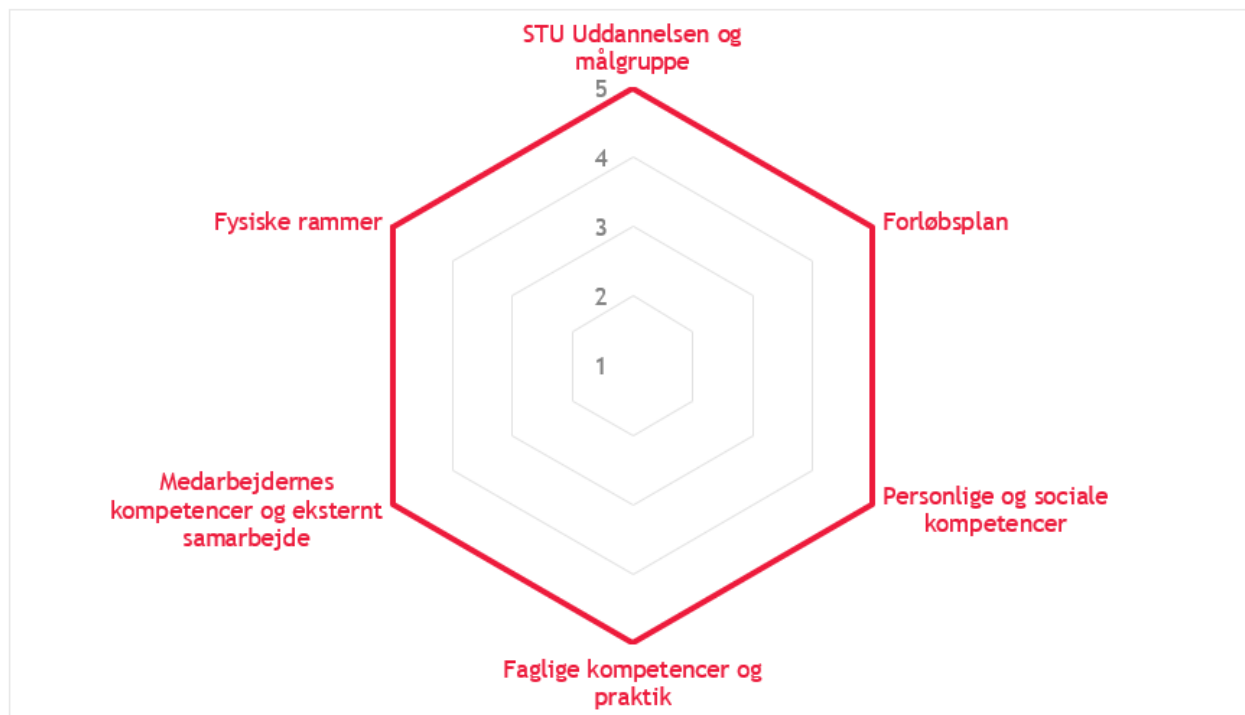 STU Uddannelsen og
målgruppe
5
4
Fysiske rammer
3
Forløbsplan
2
1
Medarbejdernes
kompetencer og eksternt
samarbejde
Personlige og sociale
kompetencer
Faglige kompetencer og
praktik